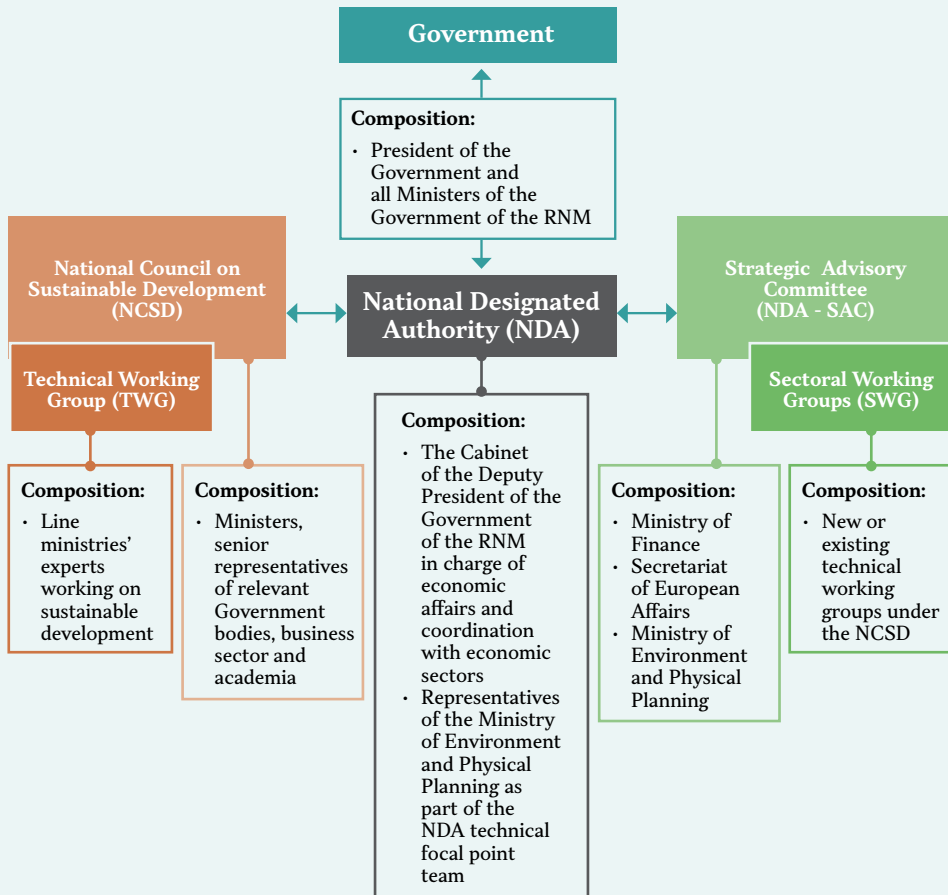 Government
Composition:
· President of the
Government and
all Ministers of the
Government of the RNM
National Council on
Sustainable Development
(NCSD)
National Designated
Authority (NDA)
Strategic Advisory
Committee
(NDA - SAC)
Technical Working
Group (TWG)
Sectoral Working
Groups (SWG)
Composition:
· Line
ministries’
experts
working on
sustainable
development
Composition:
· Ministers,
senior
representatives
of relevant
Government
bodies, business
sector and
academia
Composition:
· The Cabinet
of the Deputy
President of the
Government
of the RNM
in charge of
economic
affairs and
coordination
with economic
sectors
· Representatives
of the Ministry
of Environment
and Physical
Planning as
part of the
NDA technical
focal point
team
Composition:
· Ministry of
Finance
· Secretariat
of European
Affairs
· Ministry of
Environment
and Physical
Planning
Composition:
· New or
existing
technical
working
groups under
the NCSD